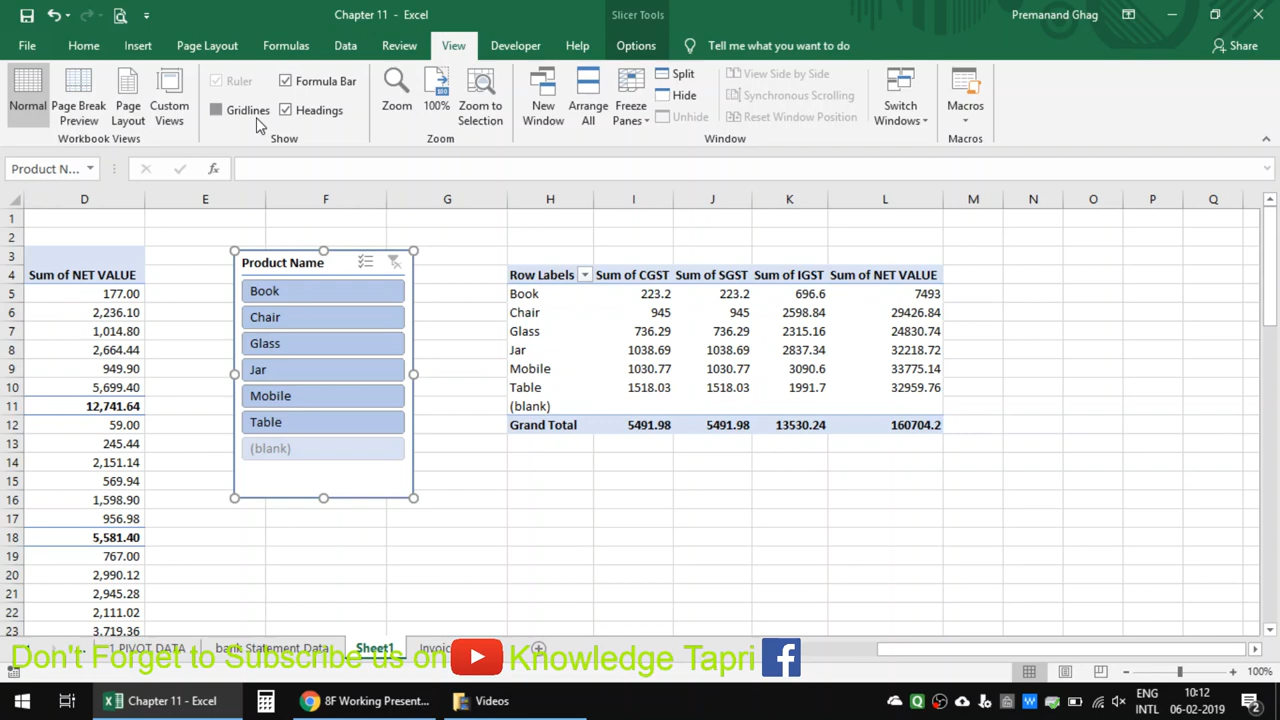 Chapter 11 - Excel
Slicer Tools
Premanand Ghag
File Home Insert Page Layout Formulas Data Review View Developer Help Options Tell me what you want to do Share
Normal
Page Break Preview
Page Layout
Custom Views
Workbook Views
Ruler
Formula Bar
Gridlines
Headings
Show
Zoom
100%
Zoom to Selection
Zoom
New Window
Arrange All
Freeze Panes
Split
Hide
Unhide
View Side by Side
Synchronous Scrolling
Reset Window Position
Window
Switch Windows
Macros
Macros
Product N...
fx
D E F G H I J K L M N O P Q
1
2
3
4 Sum of NET VALUE
5 177.00
6 2,236.10
7 1,014.80
8 2,664.44
9 949.90
10 5,699.40
11 12,741.64
12 59.00
13 245.44
14 2,151.14
15 569.94
16 1,598.90
17 956.98
18 5,581.40
19 767.00
20 2,990.12
21 2,945.28
22 2,111.02
23 3,719.36
Product Name
Book
Chair
Glass
Jar
Mobile
Table
(blank)
Row Labels Sum of CGST Sum of SGST Sum of IGST Sum of NET VALUE
Book 223.2 223.2 696.6 7493
Chair 945 945 2598.84 29426.84
Glass 736.29 736.29 2315.16 24830.74
Jar 1038.69 1038.69 2837.34 32218.72
Mobile 1030.77 1030.77 3090.6 33775.14
Table 1518.03 1518.03 1991.7 32959.76
(blank)
Grand Total 5491.98 5491.98 13530.24 160704.2
... 1 PIVOT DATA bank Statement Data Sheet1
Don't Forget to Subscribe Us on Knowledge Tapri
100%
Chapter 11 - Excel
8F Working Present...
Videos
ENG
INTL
10:12
06-02-2019
2